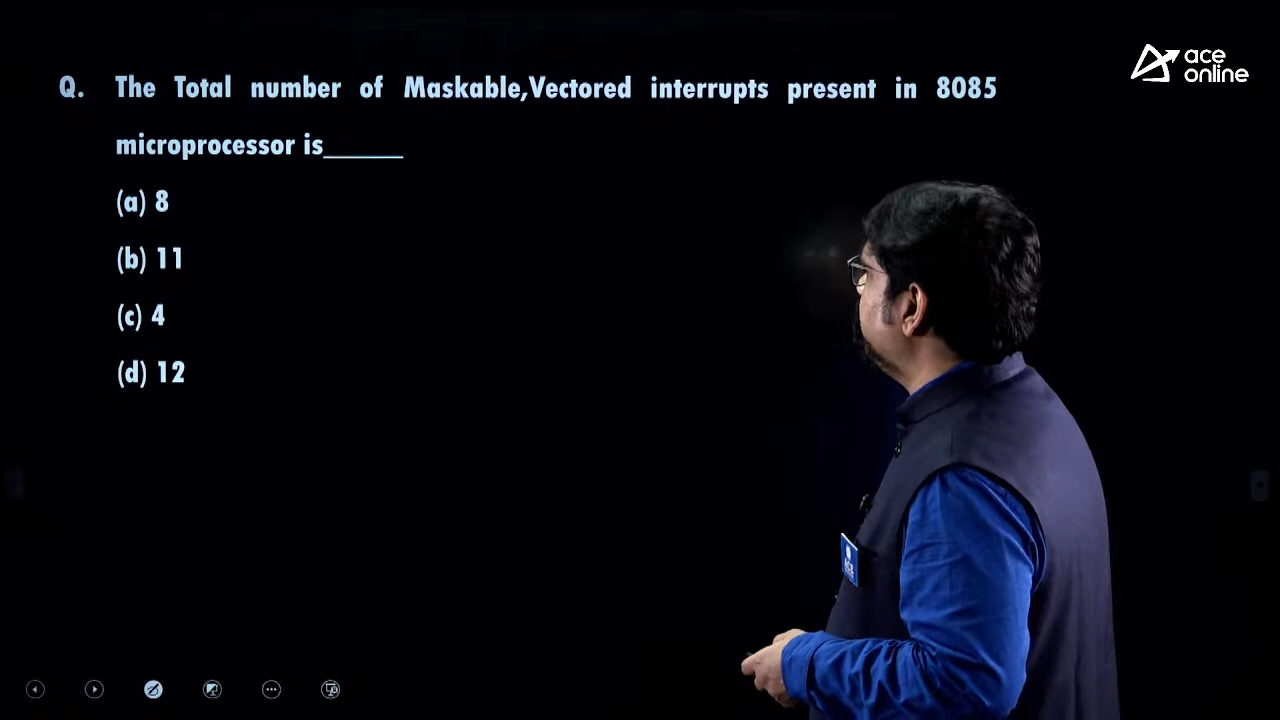 ace
online
Q. The Total number of Maskable,Vectored interrupts present in 8085
microprocessor is______
(a) 8
(b) 11
(c) 4
(d) 12